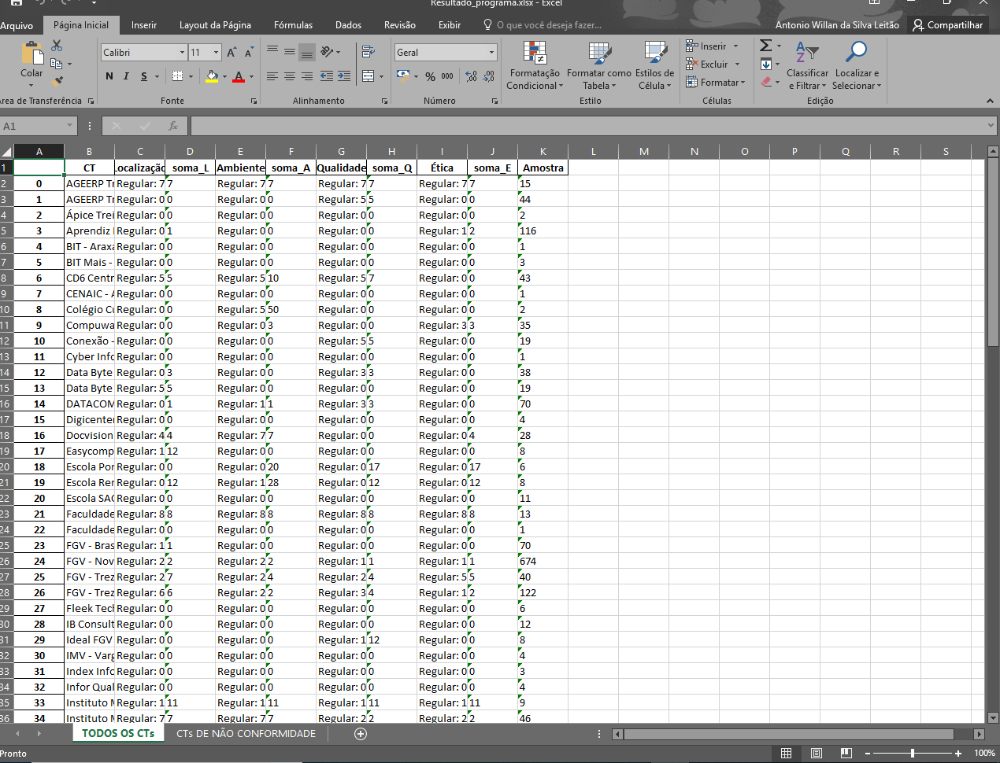 Resultado_programa.xlsx - Excel
Arquivo Página Inicial Inserir Layout da Página Fórmulas Dados Revisão Exibir O que você deseja fazer... Antonio Willan da Silva Leitão Compartilhar
Colar Calibri 11 Geral Formatação Condicional Formatar como Tabela Estilos de Célula Inserir Excluir Formatar Classificar e Filtrar Localizar e Selecionar
N I S % 000
Área de Transferência Fonte Alinhamento Número Estilo Células Edição
A1 fx
A B C D E F G H I J K L M N O P Q R S
1 CT Localização soma_L Ambiente soma_A Qualidade soma_Q Ética soma_E Amostra
2 0 AGEERP Tr Regular: 7 7 Regular: 7 7 Regular: 7 7 Regular: 7 7 15
3 1 AGEERP Tr Regular: 0 0 Regular: 0 0 Regular: 5 5 Regular: 0 0 44
4 2 Ápice Trei Regular: 0 0 Regular: 0 0 Regular: 0 0 Regular: 0 0 2
5 3 Aprendiz Regular: 0 1 Regular: 0 0 Regular: 0 0 Regular: 1 2 116
6 4 BIT - Araxa Regular: 0 0 Regular: 0 0 Regular: 0 0 Regular: 0 0 1
7 5 BIT Mais - Regular: 0 0 Regular: 0 0 Regular: 0 0 Regular: 0 0 3
8 6 CD6 Centr Regular: 5 5 Regular: 5 10 Regular: 5 7 Regular: 0 0 43
9 7 CENAIC - A Regular: 0 0 Regular: 0 0 Regular: 0 0 Regular: 0 0 1
10 8 Colégio Cu Regular: 0 0 Regular: 5 50 Regular: 0 0 Regular: 0 0 2
11 9 Compuwa Regular: 0 0 Regular: 0 3 Regular: 0 0 Regular: 3 3 35
12 10 Conexão - Regular: 0 0 Regular: 0 0 Regular: 5 5 Regular: 0 0 19
13 11 Cyber Info Regular: 0 0 Regular: 0 0 Regular: 0 0 Regular: 0 0 1
14 12 Data Byte Regular: 0 3 Regular: 0 0 Regular: 3 3 Regular: 0 0 38
15 13 Data Byte Regular: 5 5 Regular: 0 0 Regular: 0 0 Regular: 0 0 19
16 14 DATACOM Regular: 0 1 Regular: 1 1 Regular: 3 3 Regular: 0 0 70
17 15 Digicenter Regular: 0 0 Regular: 0 0 Regular: 0 0 Regular: 0 0 4
18 16 Docvision Regular: 4 4 Regular: 7 7 Regular: 0 0 Regular: 0 4 28
19 17 Easycomp Regular: 1 12 Regular: 0 0 Regular: 0 0 Regular: 0 0 8
20 18 Escola Por Regular: 0 0 Regular: 0 20 Regular: 0 17 Regular: 0 17 6
21 19 Escola Rer Regular: 0 12 Regular: 1 28 Regular: 0 12 Regular: 0 12 8
22 20 Escola SAG Regular: 0 0 Regular: 0 0 Regular: 0 0 Regular: 0 0 11
23 21 Faculdade Regular: 8 8 Regular: 8 8 Regular: 8 8 Regular: 8 8 13
24 22 Faculdade Regular: 0 0 Regular: 0 0 Regular: 0 0 Regular: 0 0 1
25 23 FGV - Bras Regular: 1 1 Regular: 0 0 Regular: 0 0 Regular: 0 0 70
26 24 FGV - Nov Regular: 2 2 Regular: 2 2 Regular: 1 1 Regular: 1 1 674
27 25 FGV - Trez Regular: 2 7 Regular: 2 4 Regular: 2 4 Regular: 5 5 40
28 26 FGV - Trez Regular: 6 6 Regular: 2 2 Regular: 3 4 Regular: 1 2 122
29 27 Fleek Tech Regular: 0 0 Regular: 0 0 Regular: 0 0 Regular: 0 0 6
30 28 IB Consult Regular: 0 0 Regular: 0 0 Regular: 0 0 Regular: 0 0 12
31 29 Ideal FGV Regular: 0 0 Regular: 0 0 Regular: 1 12 Regular: 0 0 8
32 30 IMV - Varg Regular: 0 0 Regular: 0 0 Regular: 0 0 Regular: 0 0 4
33 31 Index Info Regular: 0 0 Regular: 0 0 Regular: 0 0 Regular: 0 0 3
34 32 Infor Qual Regular: 0 0 Regular: 0 0 Regular: 0 0 Regular: 0 0 4
35 33 Instituto M Regular: 1 11 Regular: 1 11 Regular: 1 11 Regular: 1 11 9
36 34 Instituto M Regular: 7 7 Regular: 7 7 Regular: 2 2 Regular: 2 2 46
TODOS OS CTs CTs DE NÃO CONFORMIDADE
Pronto 100%